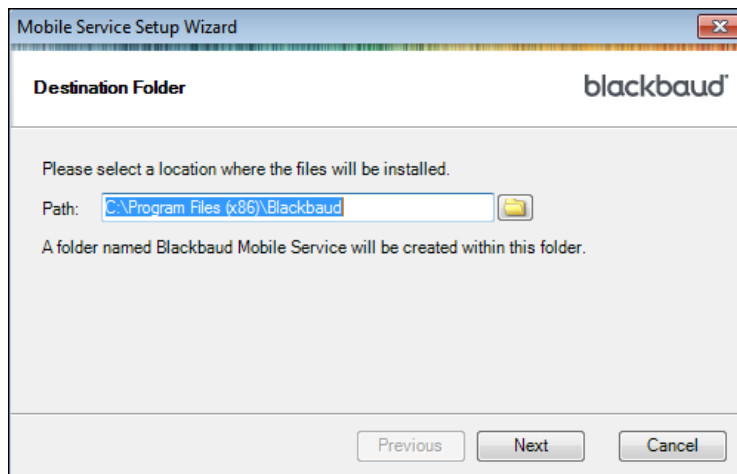 Mobile Service Setup Wizard
Destination Folder
blackbaud
Please select a location where the files will be installed.
Path: C:\Program Files (x86)\Blackbaud
A folder named Blackbaud Mobile Service will be created within this folder.
Previous Next Cancel